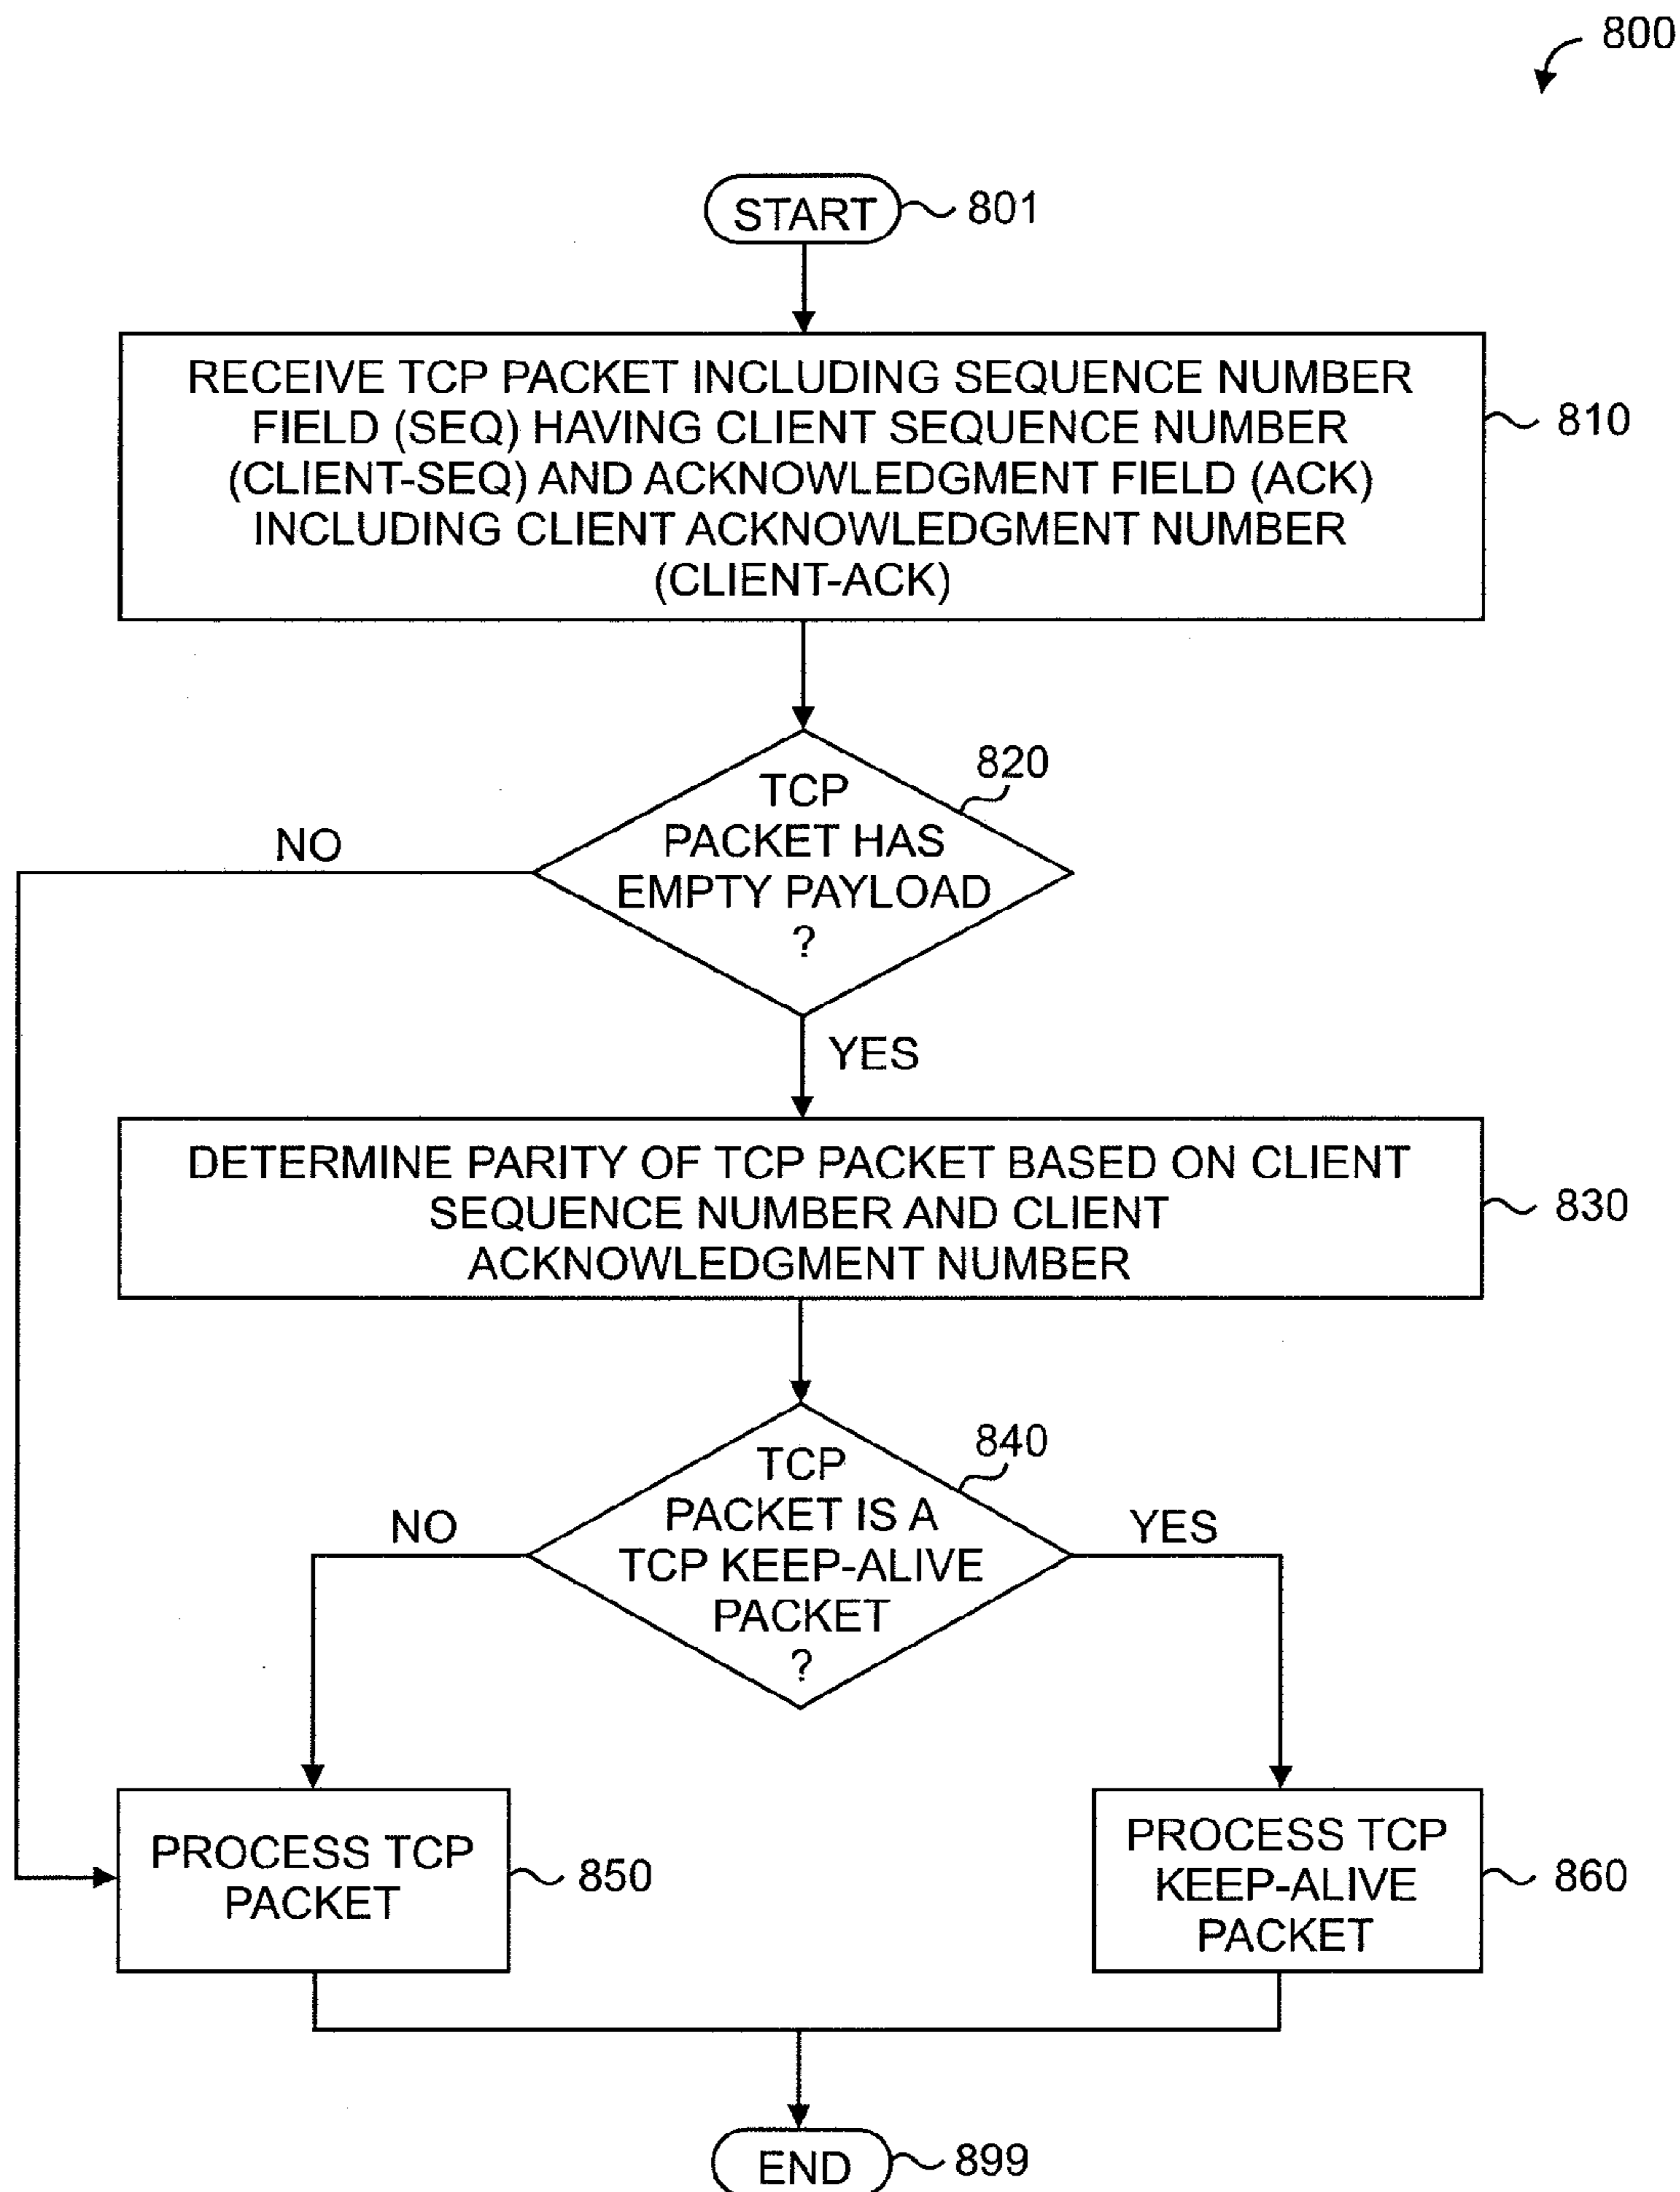 800
START
801
RECEIVE TCP PACKET INCLUDING SEQUENCE NUMBER
FIELD (SEQ) HAVING CLIENT SEQUENCE NUMBER
(CLIENT-SEQ) AND ACKNOWLEDGMENT FIELD (ACK)
INCLUDING CLIENT ACKNOWLEDGMENT NUMBER
(CLIENT-ACK)
810
TCP
PACKET HAS
EMPTY PAYLOAD
?
820
NO
YES
DETERMINE PARITY OF TCP PACKET BASED ON CLIENT
SEQUENCE NUMBER AND CLIENT
ACKNOWLEDGMENT NUMBER
830
TCP
PACKET IS A
TCP KEEP-ALIVE
PACKET
?
840
NO
YES
PROCESS TCP
PACKET
850
PROCESS TCP
KEEP-ALIVE
PACKET
860
END
899